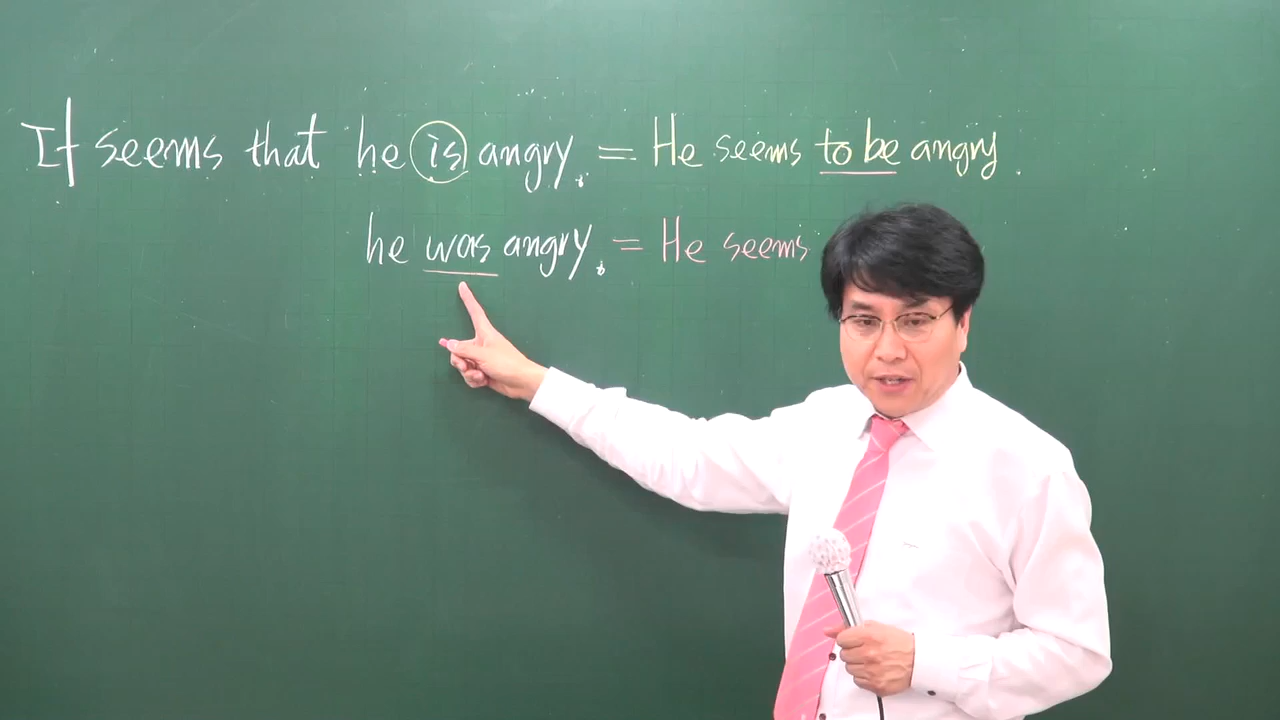 It seems that he is angry. = He seems to be angry.
he was angry. = He seems